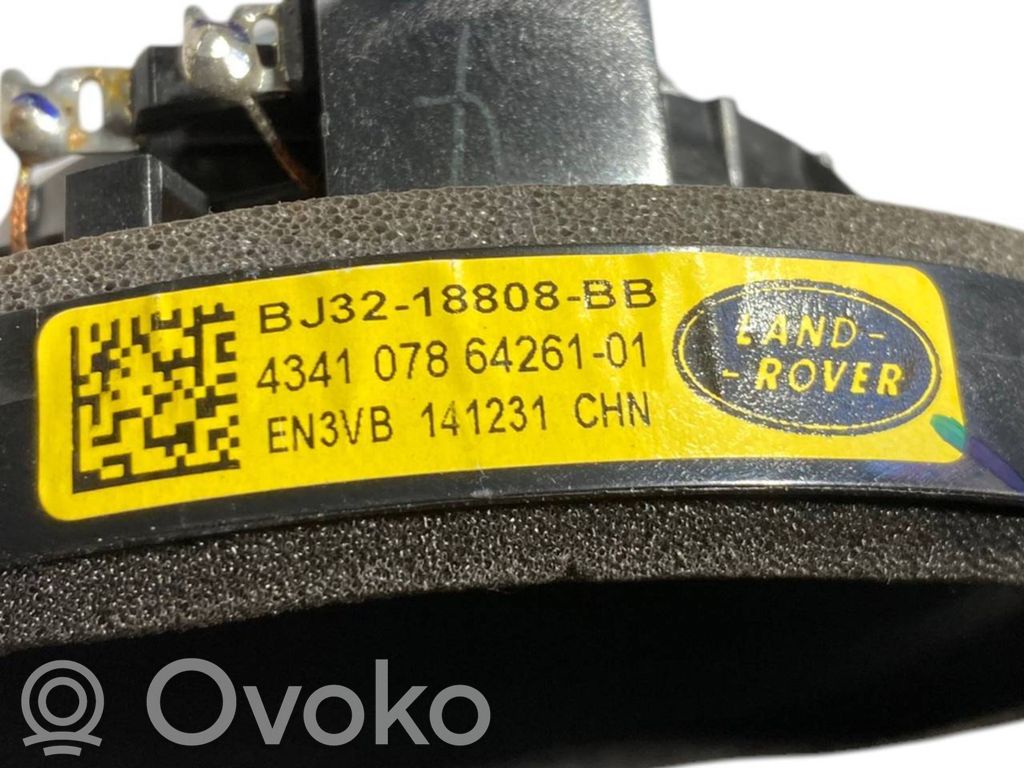 BJ32-18808-BB
4341 078 64261-01
EN3VB 141231 CHN
LAND-
-ROVER
Ovoko